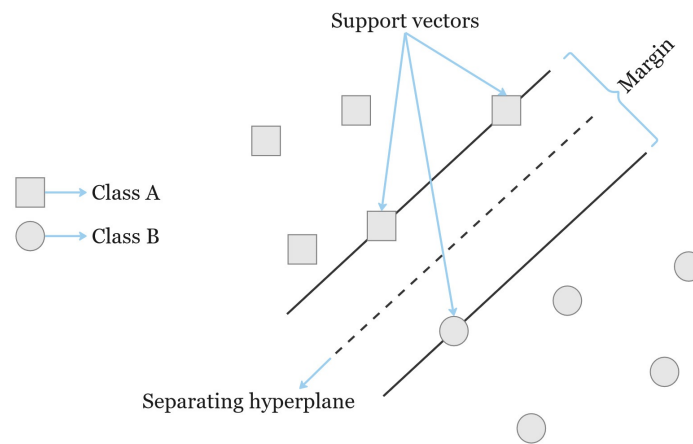 Support vectors
Margin
Class A
Class B
Separating hyperplane